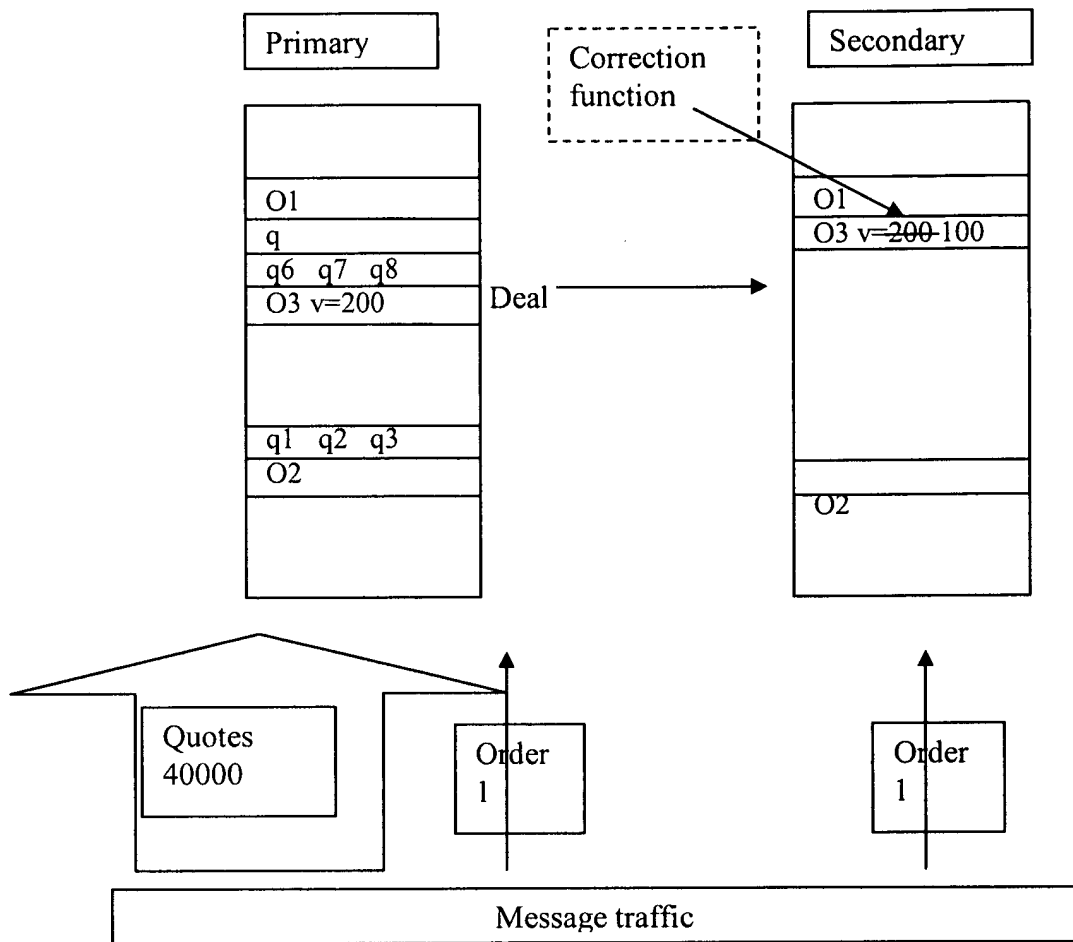 Primary
Correction
function
Secondary
O1
q
q6 q7 q8
O3 v=200
q1 q2 q3
O2
Deal
O1
O3 v=200 100
O2
Quotes
40000
Order
1
Order
1
Message traffic